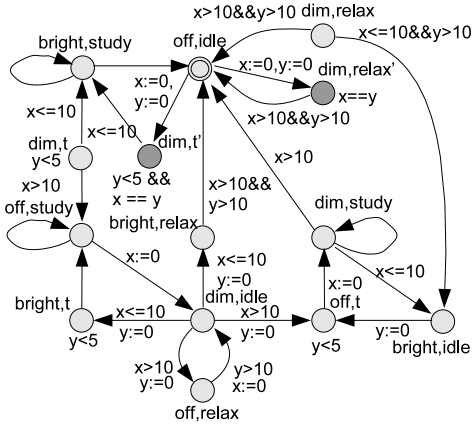 dim,relax
x>10&&y>10
x<=10&&y>10
bright,study
off,idle
x:=0,y:=0
dim,relax'
x:=0,
y:=0
x==y
x<=10
x<=10
x>10&&y>10
dim,t
y<5
dim,t'
y<5 &&
x == y
x>10
x>10
off,study
x>10&&
y>10
dim,study
bright,relax
x:=0
x<=10
y:=0
x<=10
x:=0
bright,t
dim,idle
off,t
x<=10
y:=0
x>10
y:=0
y:=0
y<5
y<5
bright,idle
x>10
y:=0
y>10
x:=0
off,relax